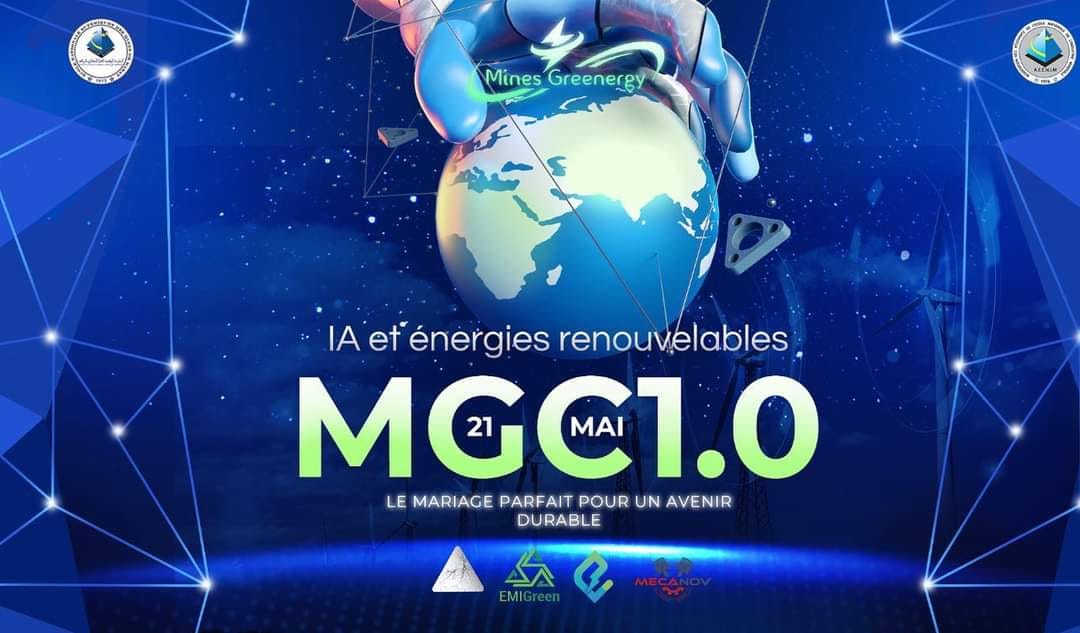 Mines Greenergy
A.E.E.N.I.M
IA et énergies renouvelables
MGC1.0
21 MAI
LE MARIAGE PARFAIT POUR UN AVENIR
DURABLE
EMIGreen
MECANOV